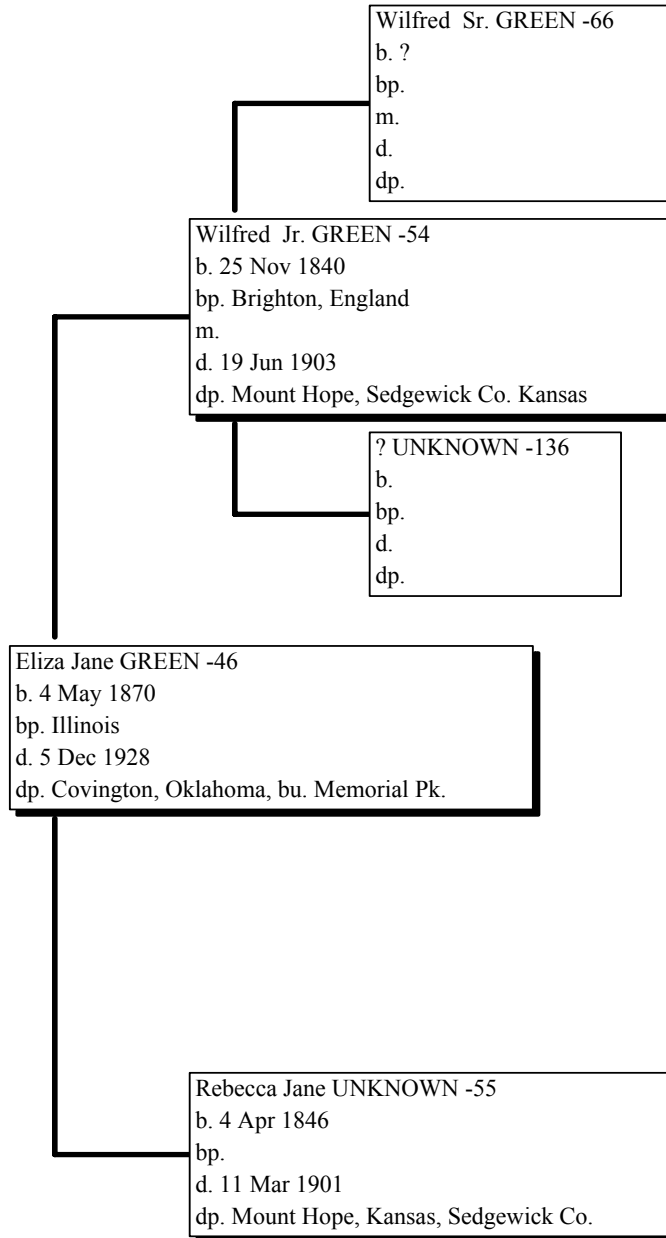 Wilfred  Sr. GREEN -66
b. ?
bp.
m.
d.
dp.
Wilfred  Jr. GREEN -54
b. 25 Nov 1840
bp. Brighton, England
m.
d. 19 Jun 1903
dp. Mount Hope, Sedgewick Co. Kansas
? UNKNOWN -136
b.
bp.
d.
dp.
Eliza Jane GREEN -46
b. 4 May 1870
bp. Illinois
d. 5 Dec 1928
dp. Covington, Oklahoma, bu. Memorial Pk.
Rebecca Jane UNKNOWN -55
b. 4 Apr 1846
bp.
d. 11 Mar 1901
dp. Mount Hope, Kansas, Sedgewick Co.